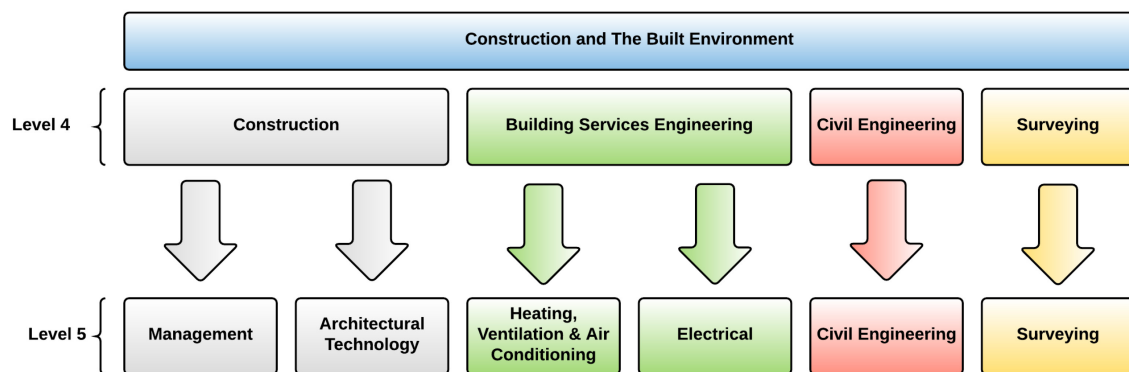 Construction and The Built Environment
Level 4
Construction
Building Services Engineering
Civil Engineering
Surveying
Level 5
Management
Architectural
Technology
Heating,
Ventilation & Air
Conditioning
Electrical
Civil Engineering
Surveying